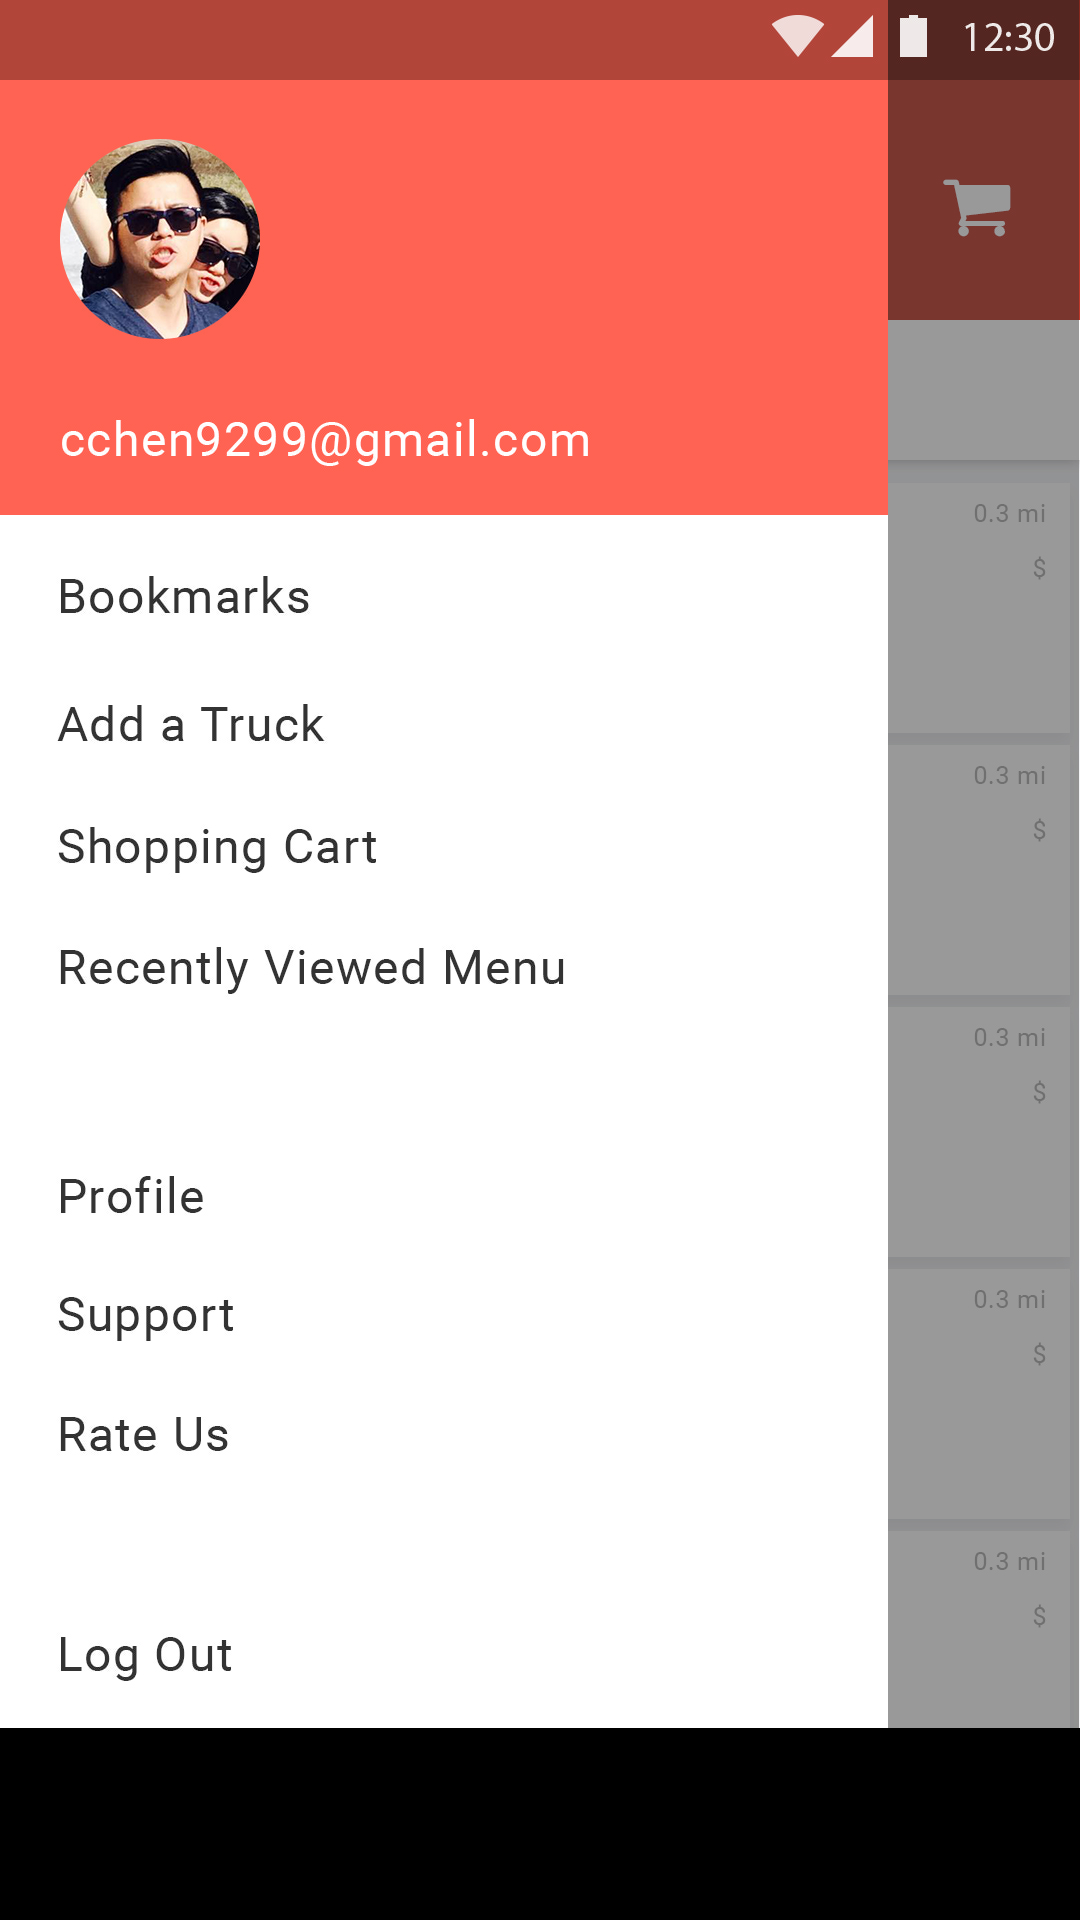 12:30
cchen9299@gmail.com
Bookmarks
Add a Truck
Shopping Cart
Recently Viewed Menu
Profile
Support
Rate Us
Log Out
0.3 mi
$
0.3 mi
$
0.3 mi
$
0.3 mi
$
0.3 mi
$